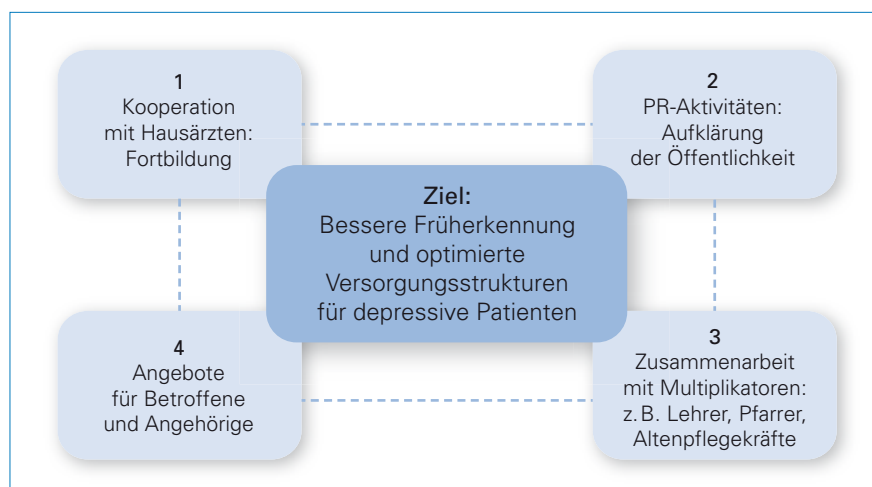 1
Kooperation
mit Hausärzten:
Fortbildung
2
PR-Aktivitäten:
Aufklärung
der Öffentlichkeit
Ziel:
Bessere Früherkennung
und optimierte
Versorgungsstrukturen
für depressive Patienten
4
Angebote
für Betroffene
und Angehörige
3
Zusammenarbeit
mit Multiplikatoren:
z. B. Lehrer, Pfarrer,
Altenpflegekräfte